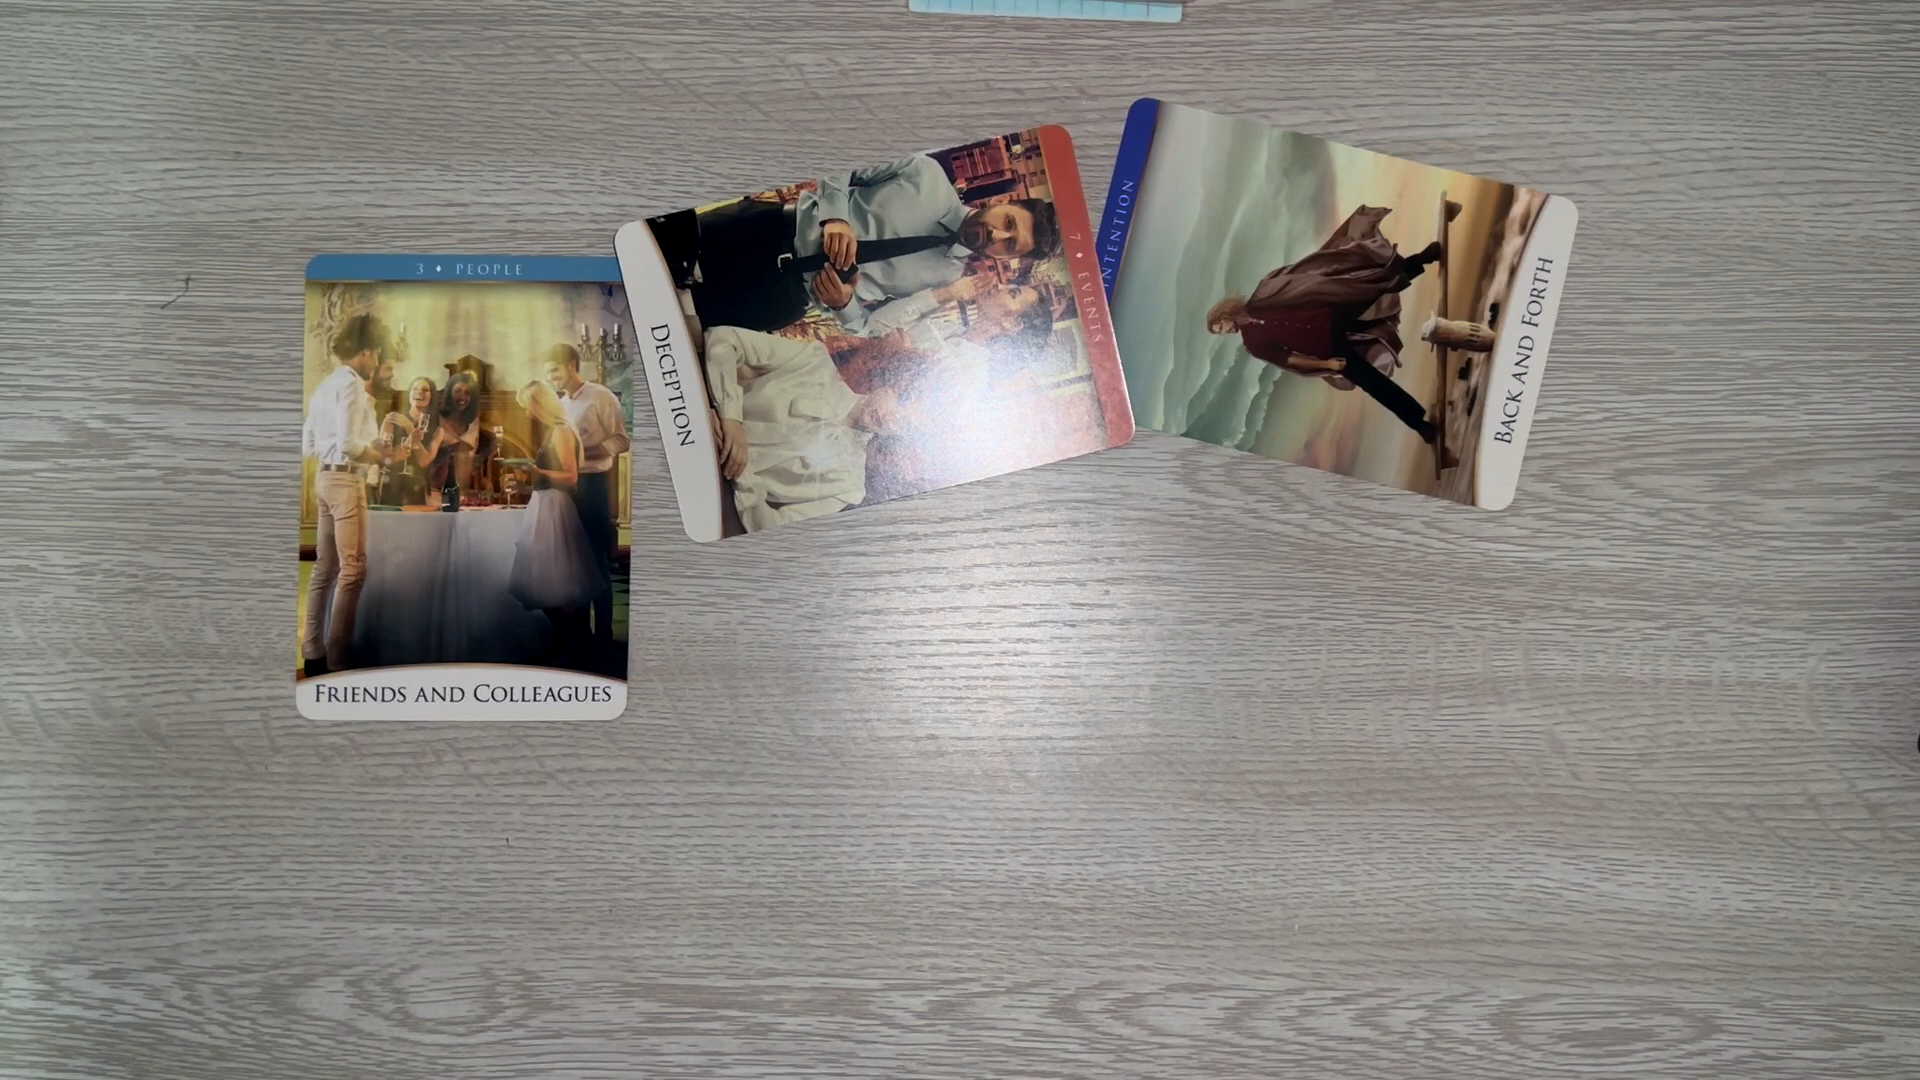 3 ♦ PEOPLE
FRIENDS AND COLLEAGUES
7 ♦ EVENTS
DECEPTION
INTENTION
BACK AND FORTH